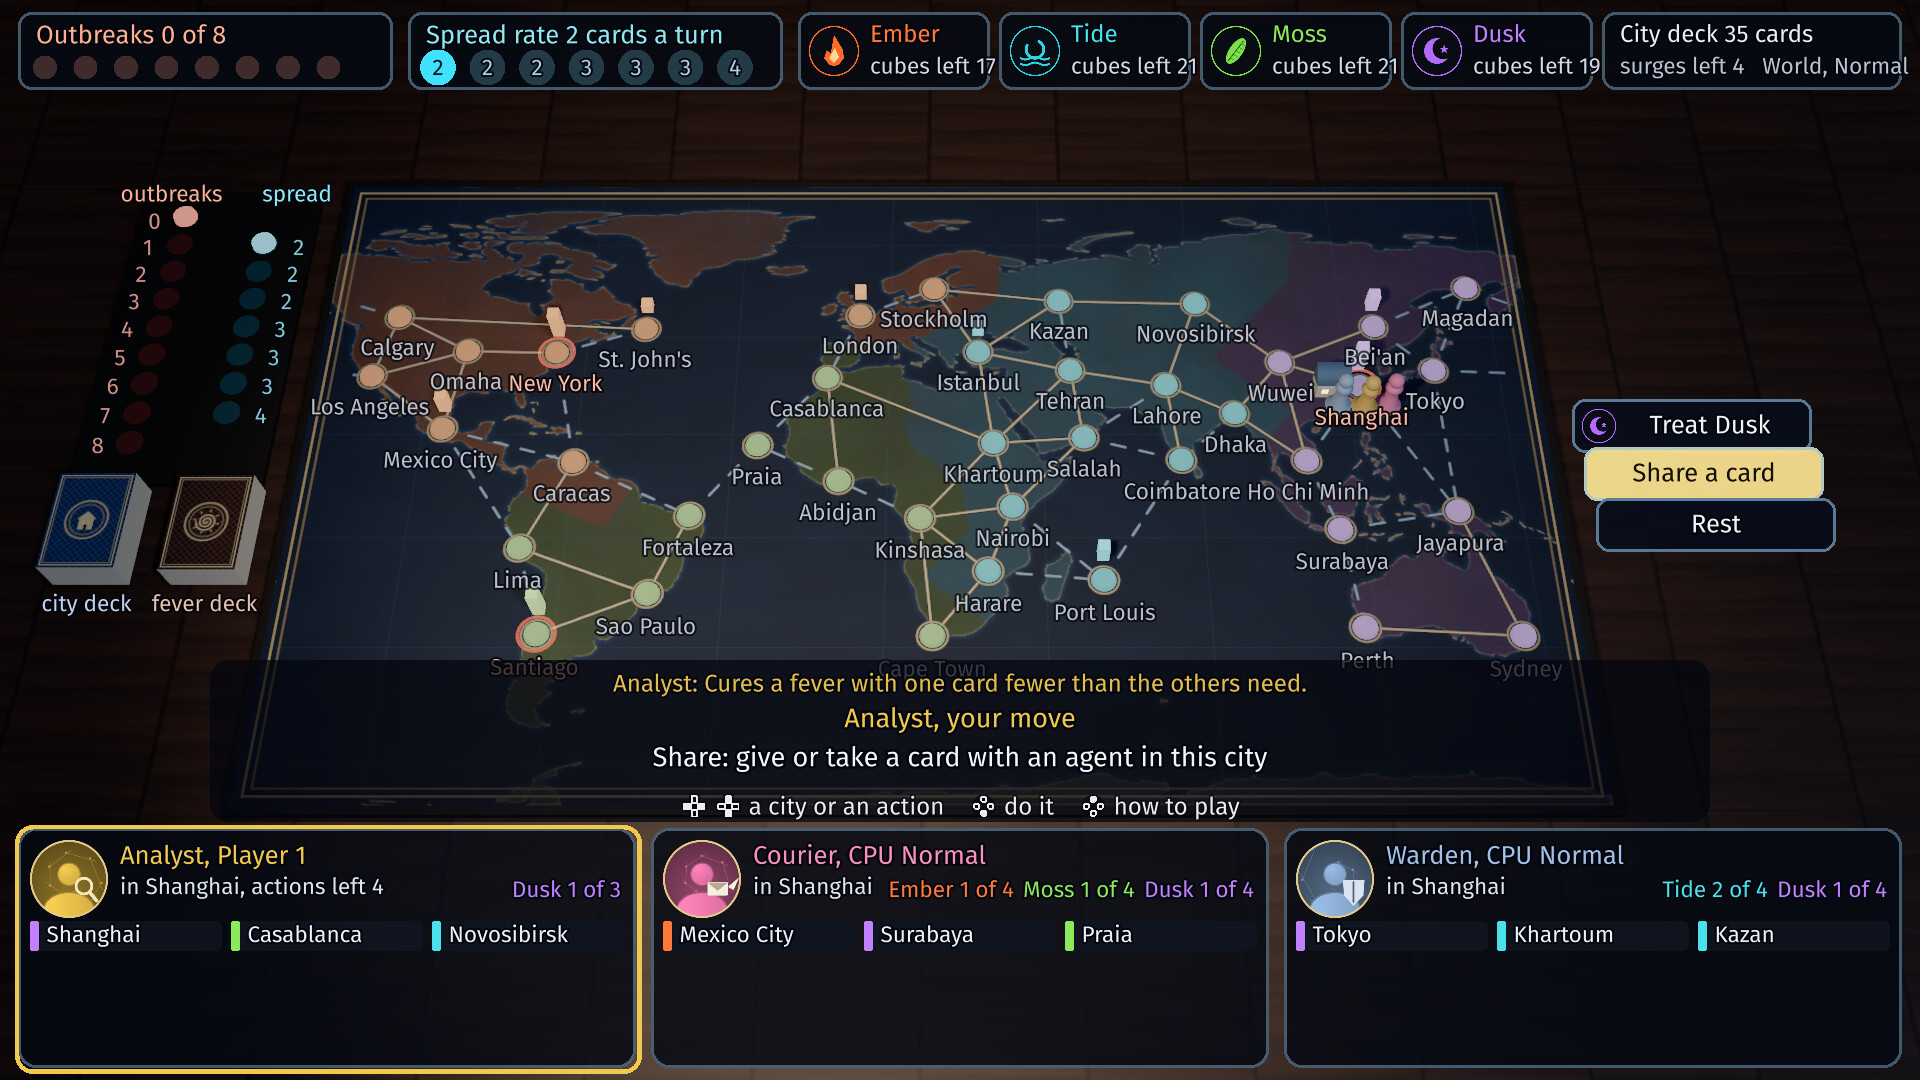 Outbreaks 0 of 8
Spread rate 2 cards a turn
2 2 2 3 3 3 4
Ember
cubes left 17
Tide
cubes left 21
Moss
cubes left 21
Dusk
cubes left 19
City deck 35 cards
surges left 4 World, Normal
outbreaks spread
0
1 2
2 2
3 2
4 3
5 3
6 3
7 4
8
city deck fever deck
Calgary
Omaha
New York
St. John's
Los Angeles
Mexico City
Caracas
Lima
Fortaleza
Sao Paulo
Santiago
London
Stockholm
Casablanca
Praia
Abidjan
Istanbul
Kazan
Novosibirsk
Tehran
Lahore
Dhaka
Khartoum
Salalah
Coimbatore
Kinshasa
Nairobi
Harare
Port Louis
Cape Town
Wuwei
Bei'an
Magadan
Shanghai
Tokyo
Ho Chi Minh
Surabaya
Jayapura
Perth
Sydney
Treat Dusk
Share a card
Rest
Analyst: Cures a fever with one card fewer than the others need.
Analyst, your move
Share: give or take a card with an agent in this city
a city or an action do it how to play
Analyst, Player 1
in Shanghai, actions left 4 Dusk 1 of 3
Shanghai Casablanca Novosibirsk
Courier, CPU Normal
in Shanghai Ember 1 of 4 Moss 1 of 4 Dusk 1 of 4
Mexico City Surabaya Praia
Warden, CPU Normal
in Shanghai Tide 2 of 4 Dusk 1 of 4
Tokyo Khartoum Kazan